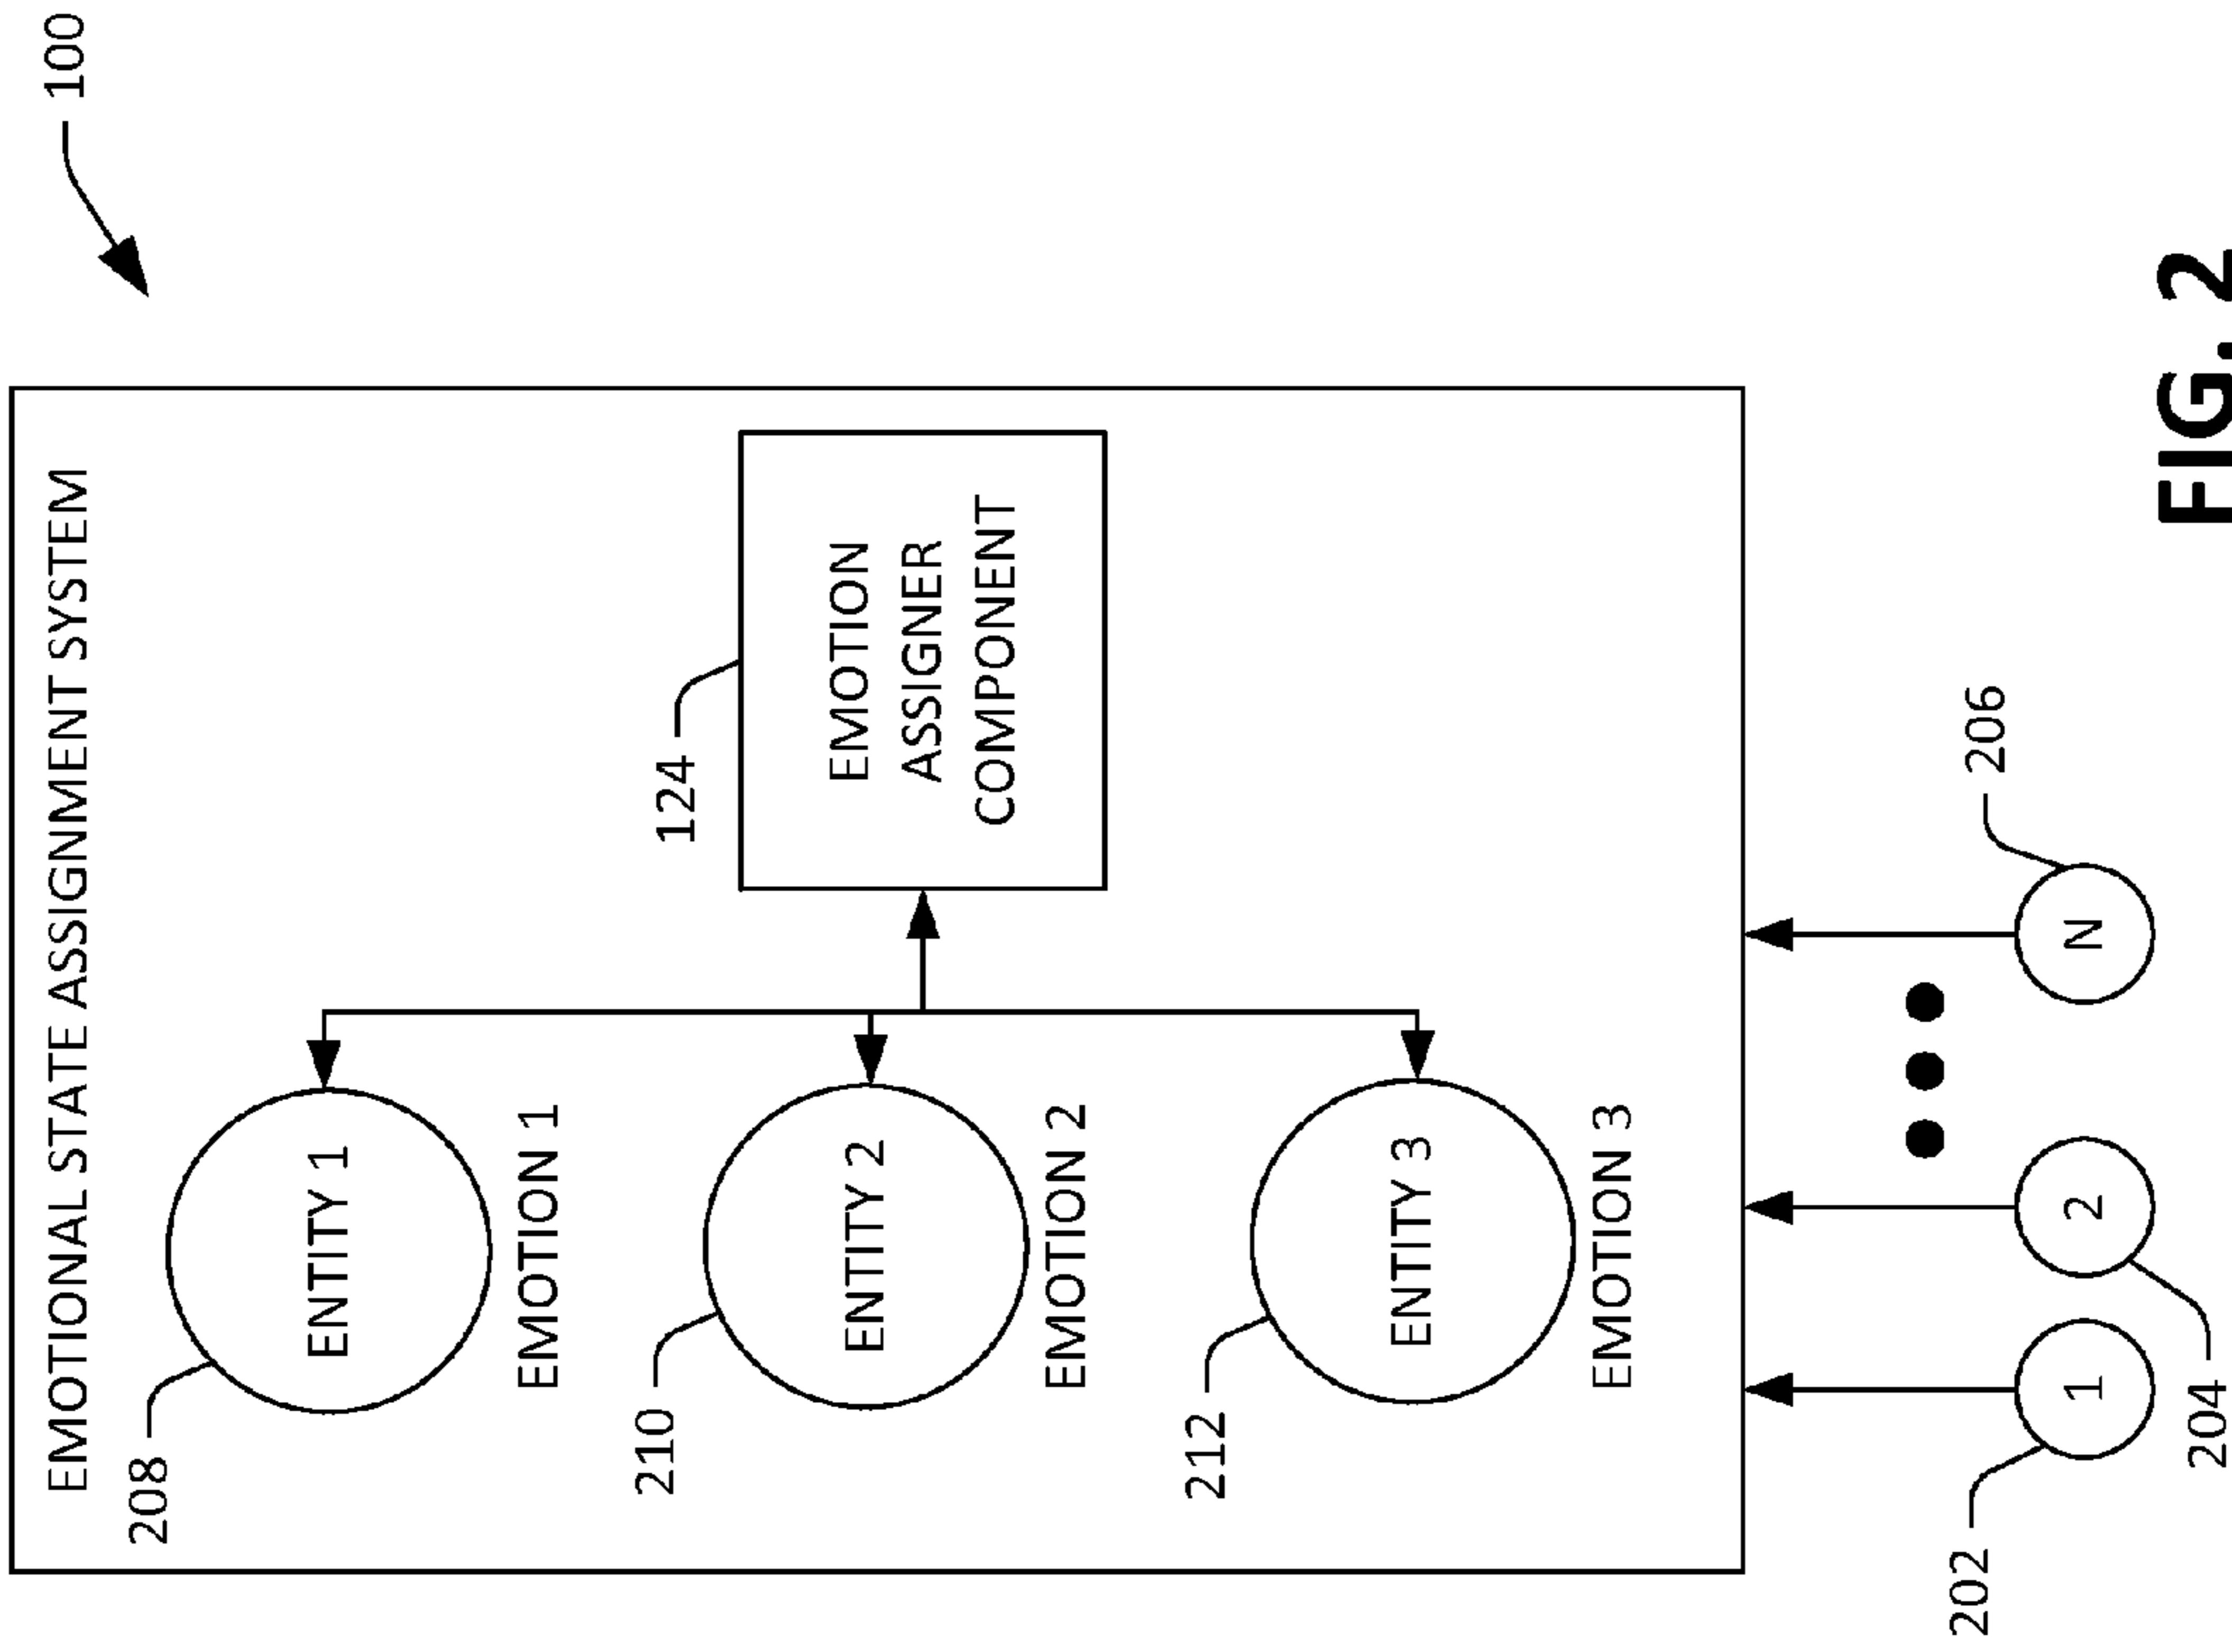 100
EMOTIONAL STATE ASSIGNMENT SYSTEM
208
ENTITY 1
EMOTION 1
210
ENTITY 2
EMOTION 2
212
ENTITY 3
EMOTION 3
124
EMOTION
ASSIGNER
COMPONENT
202
1
2
204
N
206
FIG. 2